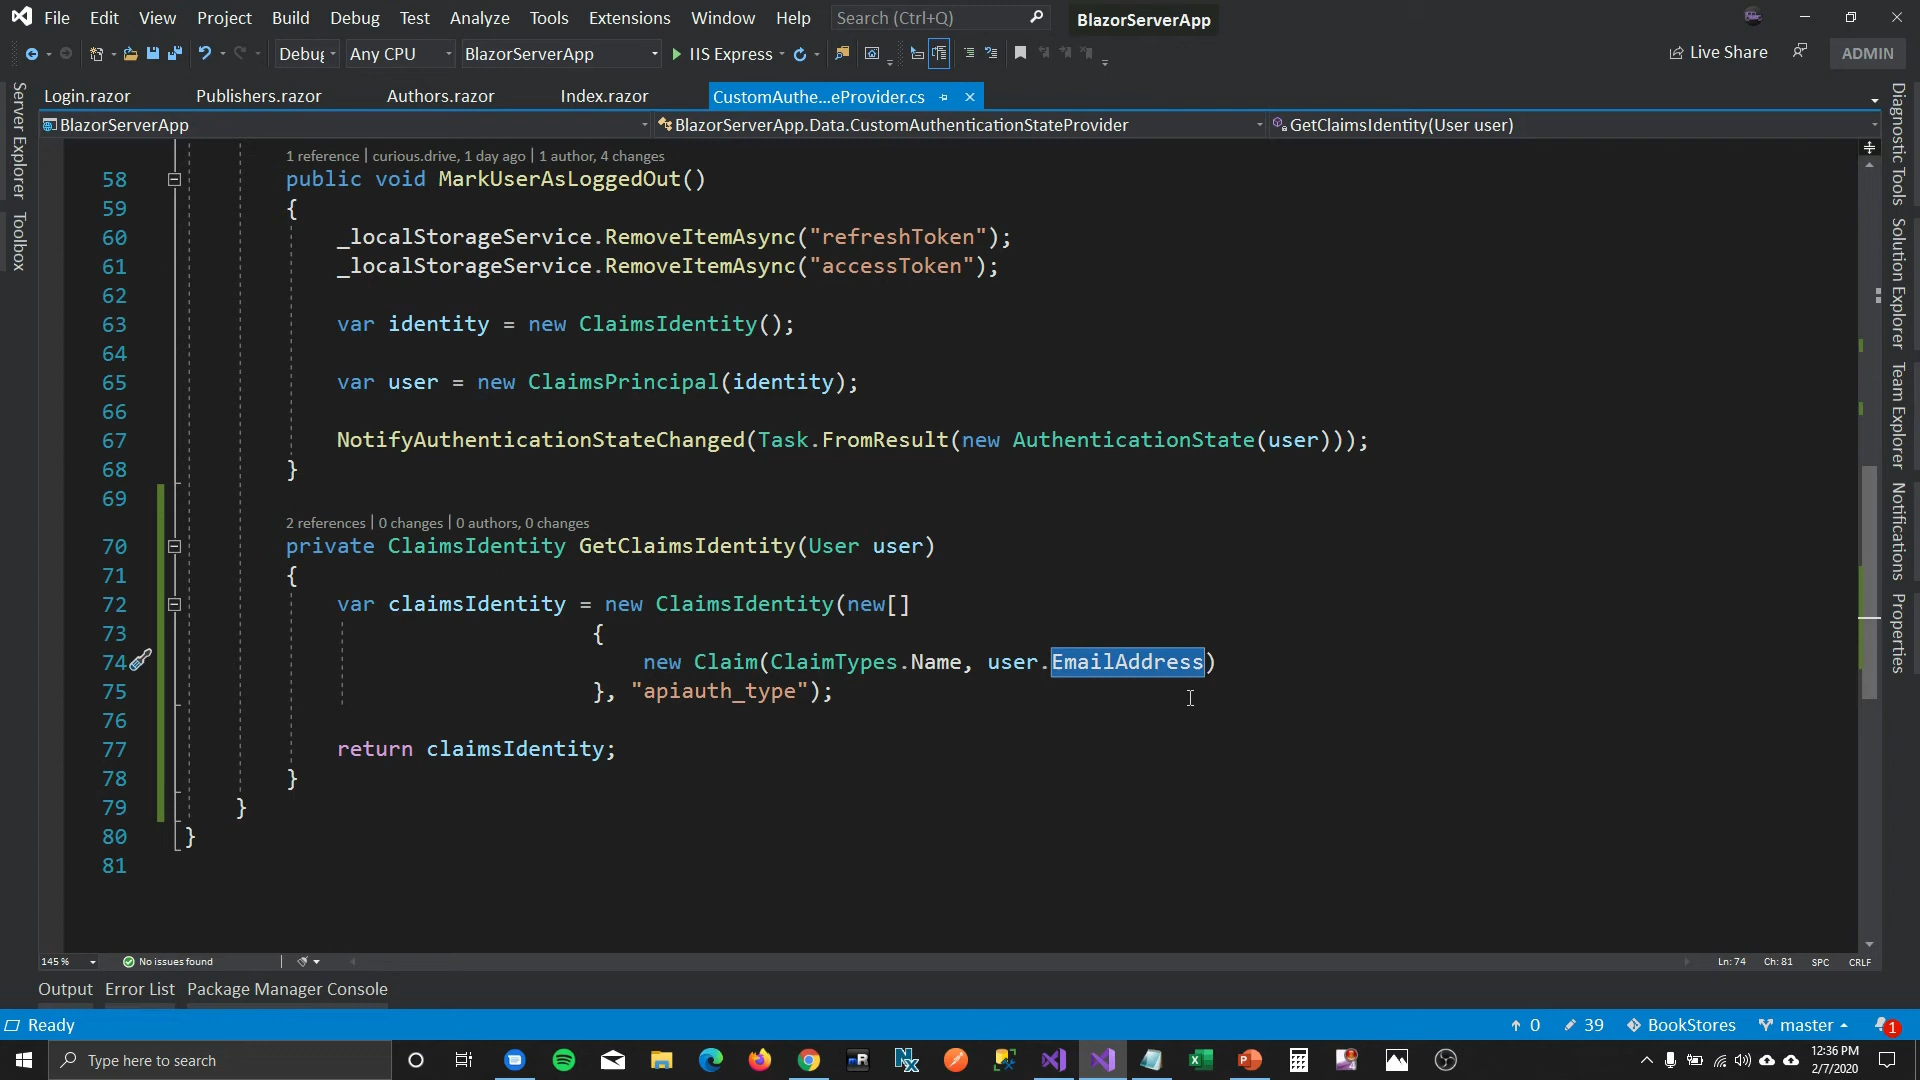 File Edit View Project Build Debug Test Analyze Tools Extensions Window Help Search (Ctrl+Q) BlazorServerApp
Debug Any CPU BlazorServerApp IIS Express Live Share ADMIN
Login.razor Publishers.razor Authors.razor Index.razor CustomAuthe...eProvider.cs
BlazorServerApp BlazorServerApp.Data.CustomAuthenticationStateProvider GetClaimsIdentity(User user)
Server Explorer
Toolbox
1 reference | curious.drive, 1 day ago | 1 author, 4 changes
58 public void MarkUserAsLoggedOut()
59 {
60 _localStorageService.RemoveItemAsync("refreshToken");
61 _localStorageService.RemoveItemAsync("accessToken");
62
63 var identity = new ClaimsIdentity();
64
65 var user = new ClaimsPrincipal(identity);
66
67 NotifyAuthenticationStateChanged(Task.FromResult(new AuthenticationState(user)));
68 }
69
2 references | 0 changes | 0 authors, 0 changes
70 private ClaimsIdentity GetClaimsIdentity(User user)
71 {
72 var claimsIdentity = new ClaimsIdentity(new[]
73 {
74 new Claim(ClaimTypes.Name, user.EmailAddress)
75 }, "apiauth_type");
76
77 return claimsIdentity;
78 }
79 }
80 }
81
Diagnostic Tools
Solution Explorer
Team Explorer
Notifications
Properties
145 % No issues found Ln: 74 Ch: 81 SPC CRLF
Output Error List Package Manager Console
Ready 0 39 BookStores master 1
Type here to search
12:36 PM
2/7/2020